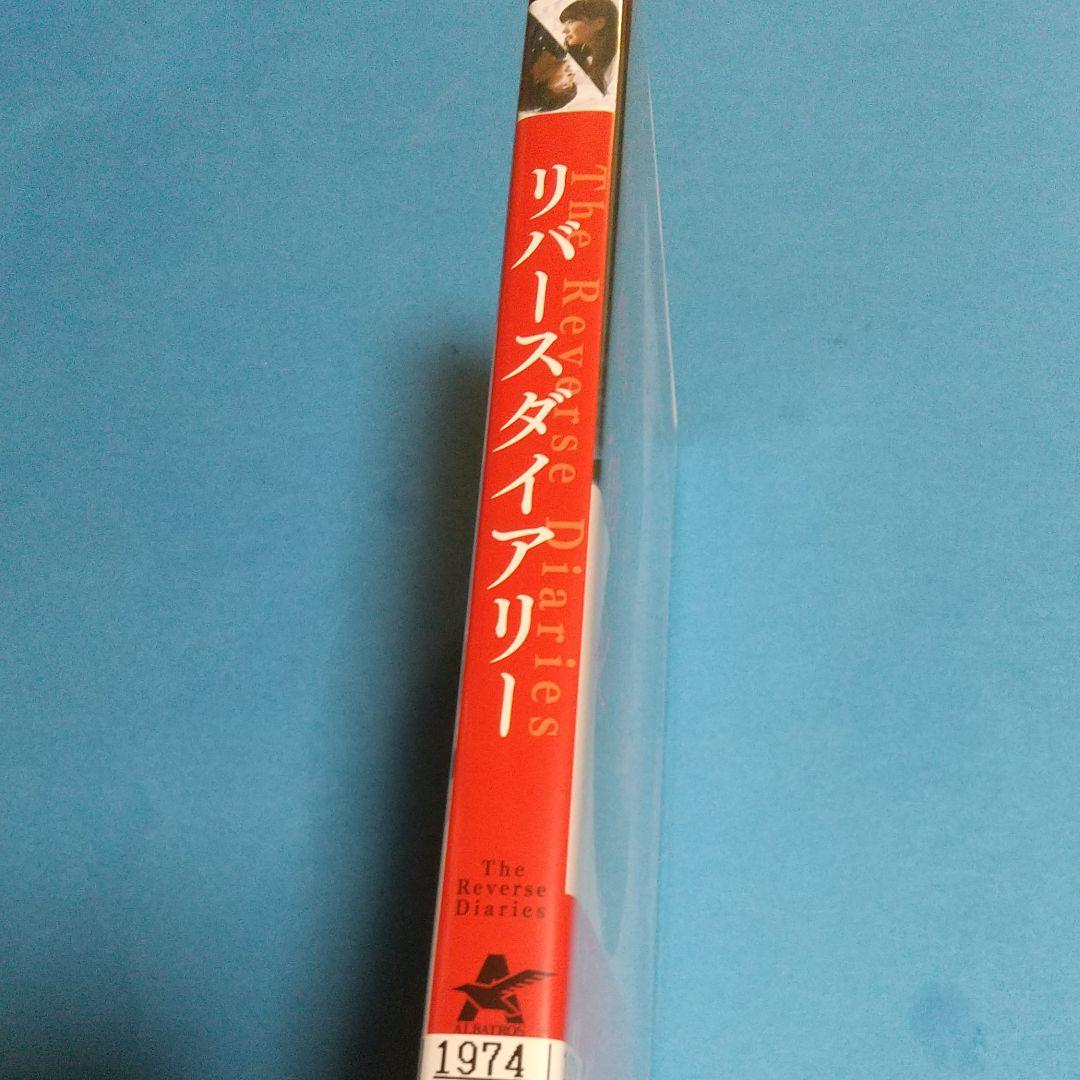 リバースダイアリー
The Reverse Diaries
The
Reverse
Diaries
ALBATROS
1974